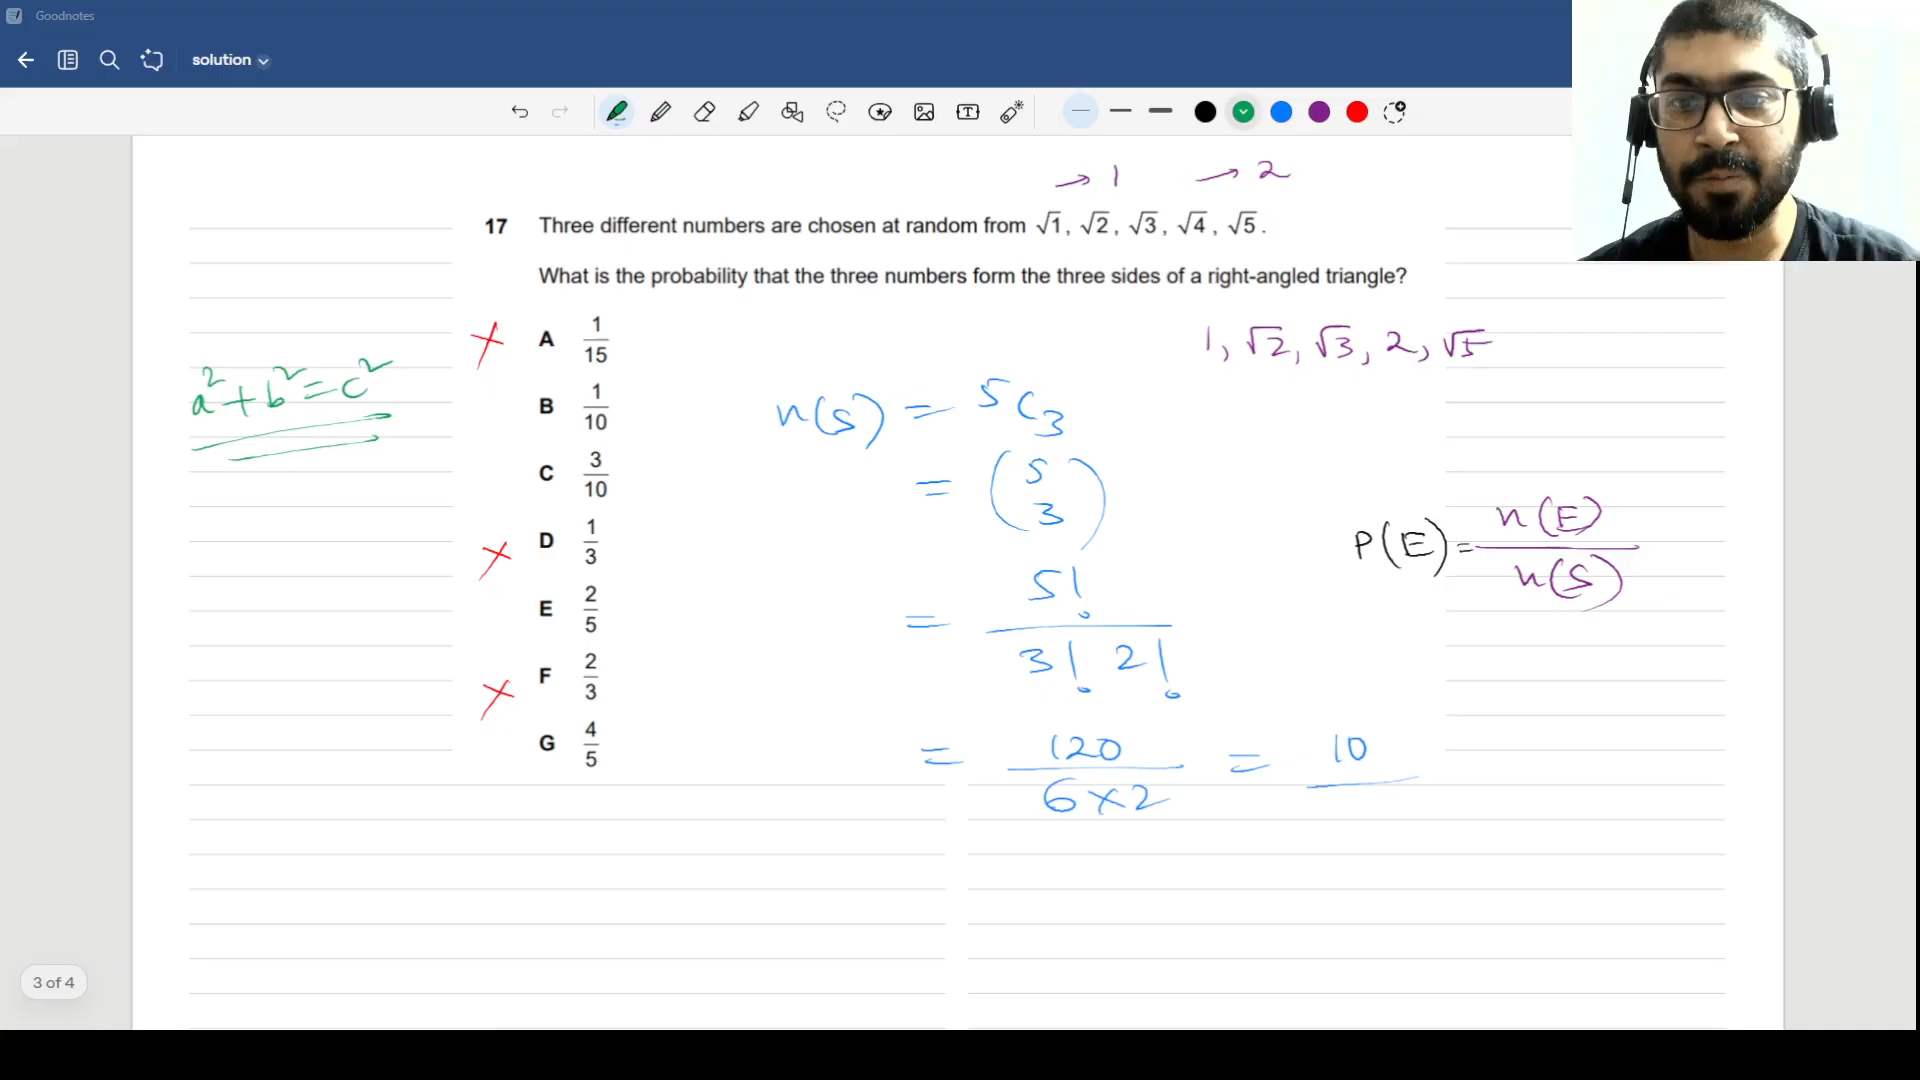 Goodnotes
solution
→ 1 → 2
17 Three different numbers are chosen at random from √1, √2, √3, √4, √5.
What is the probability that the three numbers form the three sides of a right-angled triangle?
1, √2, √3, 2, √5
a² + b² = c²
× A 1/15
B 1/10
C 3/10
× D 1/3
E 2/5
× F 2/3
G 4/5
n(S) = ⁵C₃
= (5 3)
= 5!/3! 2!
= 120/6×2 = 10
P(E) = n(E)/n(S)
3 of 4